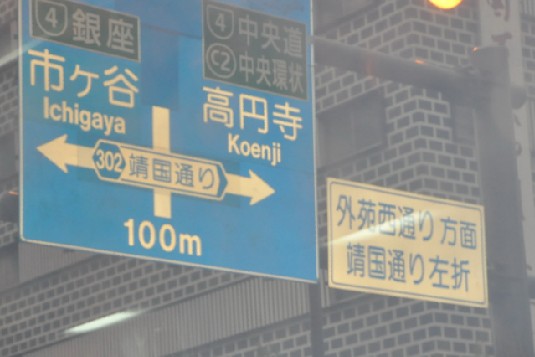 4 銀座
市ケ谷
Ichigaya
4 中央道
C2 中央環状
高円寺
Koenji
302 靖国通り
100m
外苑西通り 方面
靖国通り左折